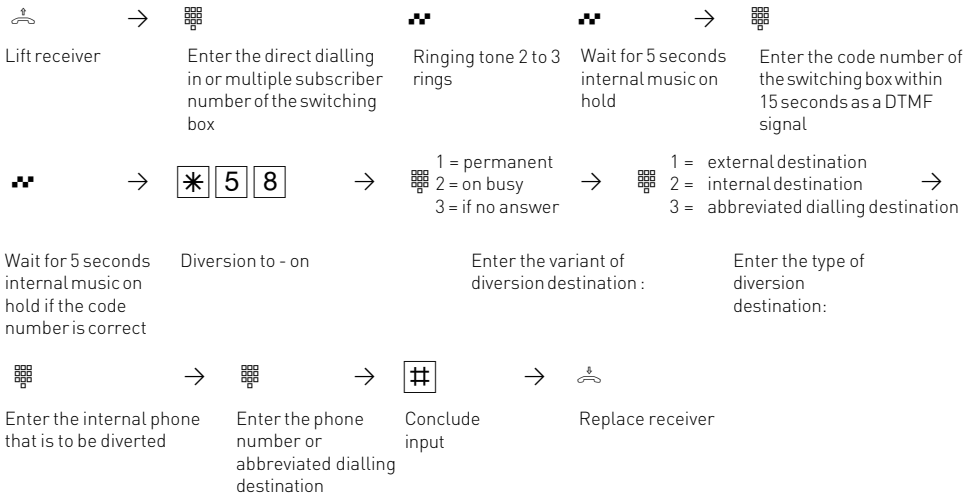 Lift receiver
Enter the direct dialling
in or multiple subscriber
number of the switching
box
Ringing tone 2 to 3
rings
Wait for 5 seconds
internal music on
hold
Enter the code number of
the switching box within
15 seconds as a DTMF
signal
* 5 8
1 = permanent
2 = on busy
3 = if no answer
1 = external destination
2 = internal destination
3 = abbreviated dialling destination
Wait for 5 seconds
internal music on
hold if the code
number is correct
Diversion to - on
Enter the variant of
diversion destination :
Enter the type of
diversion
destination:
#
Enter the internal phone
that is to be diverted
Enter the phone
number or
abbreviated dialling
destination
Conclude
input
Replace receiver